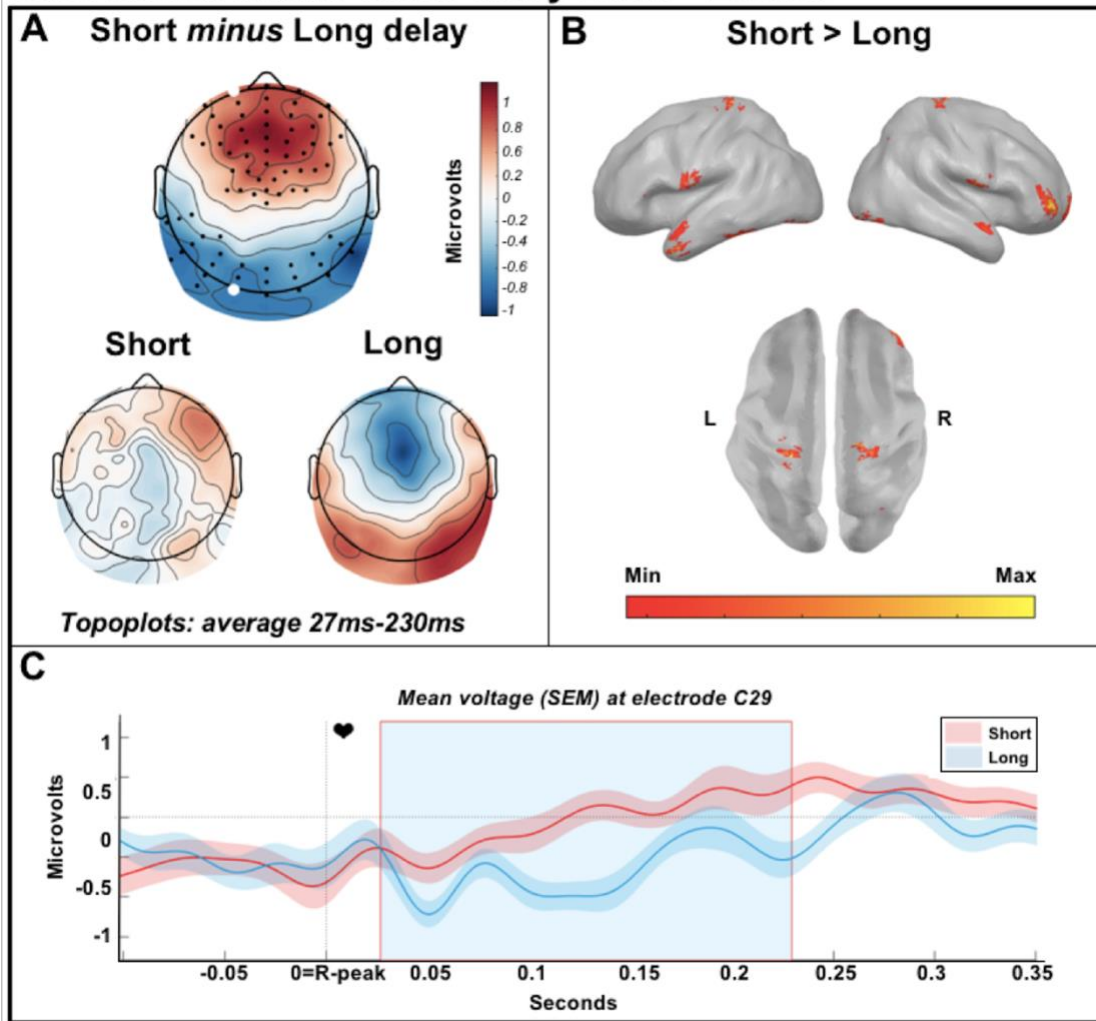 A
Short minus Long delay
Microvolts
1
0.8
0.6
0.2
0
-0.2
-0.4
-0.6
-0.8
-1
Short
Long
Topoplots: average 27ms-230ms
B
Short > Long
L
R
Min
Max
C
Mean voltage (SEM) at electrode C29
Short
Long
Microvolts
1
0.5
0
-0.5
-1
-0.05
0=R-peak
0.05
0.1
0.15
0.2
0.25
0.3
0.35
Seconds